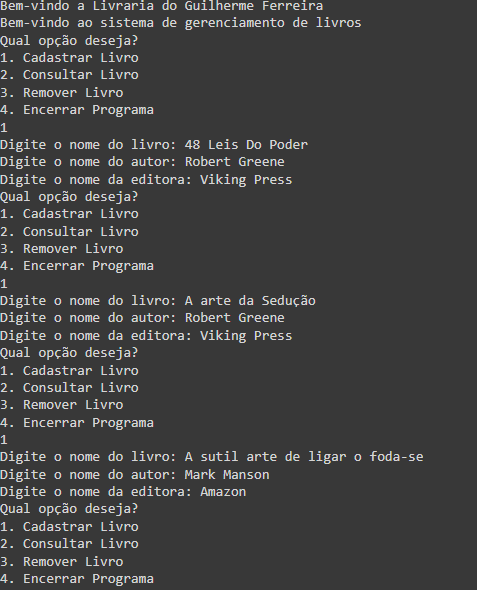 Bem-vindo a Livraria do Guilherme Ferreira
Bem-vindo ao sistema de gerenciamento de livros
Qual opção deseja?
1. Cadastrar Livro
2. Consultar Livro
3. Remover Livro
4. Encerrar Programa
1
Digite o nome do livro: 48 Leis Do Poder
Digite o nome do autor: Robert Greene
Digite o nome da editora: Viking Press
Qual opção deseja?
1. Cadastrar Livro
2. Consultar Livro
3. Remover Livro
4. Encerrar Programa
1
Digite o nome do livro: A arte da Sedução
Digite o nome do autor: Robert Greene
Digite o nome da editora: Viking Press
Qual opção deseja?
1. Cadastrar Livro
2. Consultar Livro
3. Remover Livro
4. Encerrar Programa
1
Digite o nome do livro: A sutil arte de ligar o foda-se
Digite o nome do autor: Mark Manson
Digite o nome da editora: Amazon
Qual opção deseja?
1. Cadastrar Livro
2. Consultar Livro
3. Remover Livro
4. Encerrar Programa